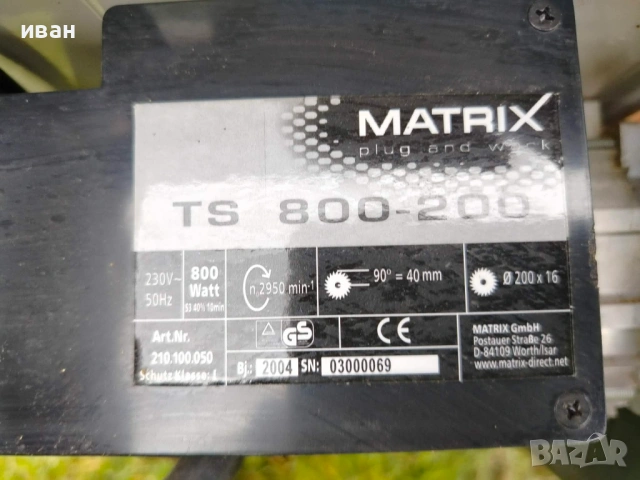 иван
MATRIX
plug and work
TS 800-200
230V~
50Hz
800
Watt
S3 40% 10min
n₀2950 min⁻¹
90° = 40 mm
Ø 200 x 16
Art.Nr.
210.100.050
Schutz Klasse: I
GS
CE
Bj.: 2004 SN: 03000069
MATRIX GmbH
Postauer Straße 26
D-84109 Wörth/Isar
www.matrix-direct.net
BAZAR